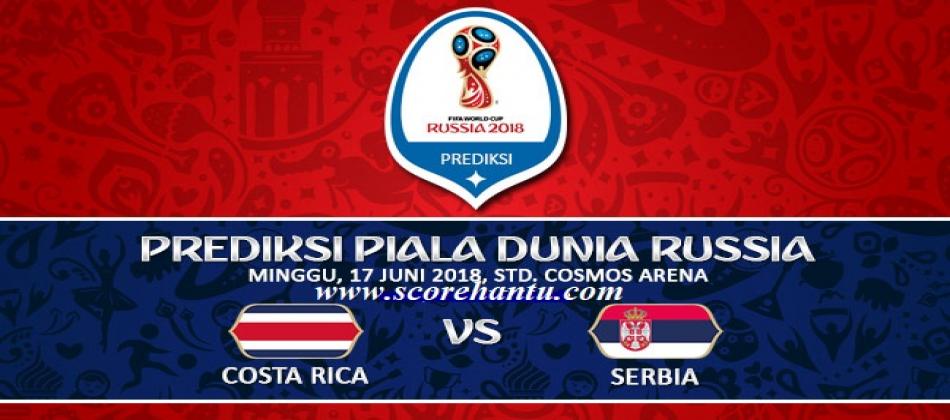 FIFA WORLD CUP
RUSSIA 2018
PREDIKSI
PREDIKSI PIALA DUNIA RUSSIA
MINGGU, 17 JUNI 2018, STD. COSMOS ARENA
www.scorehantu.com
VS
COSTA RICA
SERBIA